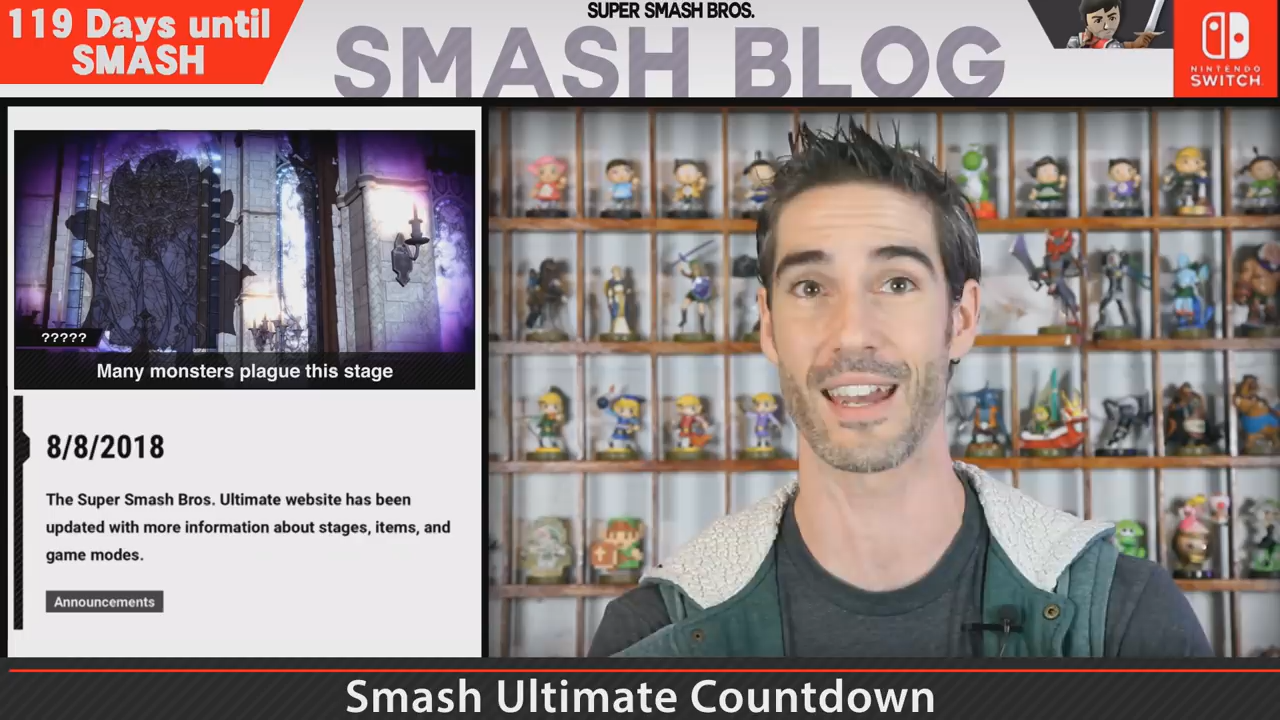 119 Days until
SMASH
SUPER SMASH BROS.
SMASH BLOG
NINTENDO
SWITCH
?????
Many monsters plague this stage
8/8/2018
The Super Smash Bros. Ultimate website has been
updated with more information about stages, items, and
game modes.
Announcements
Smash Ultimate Countdown